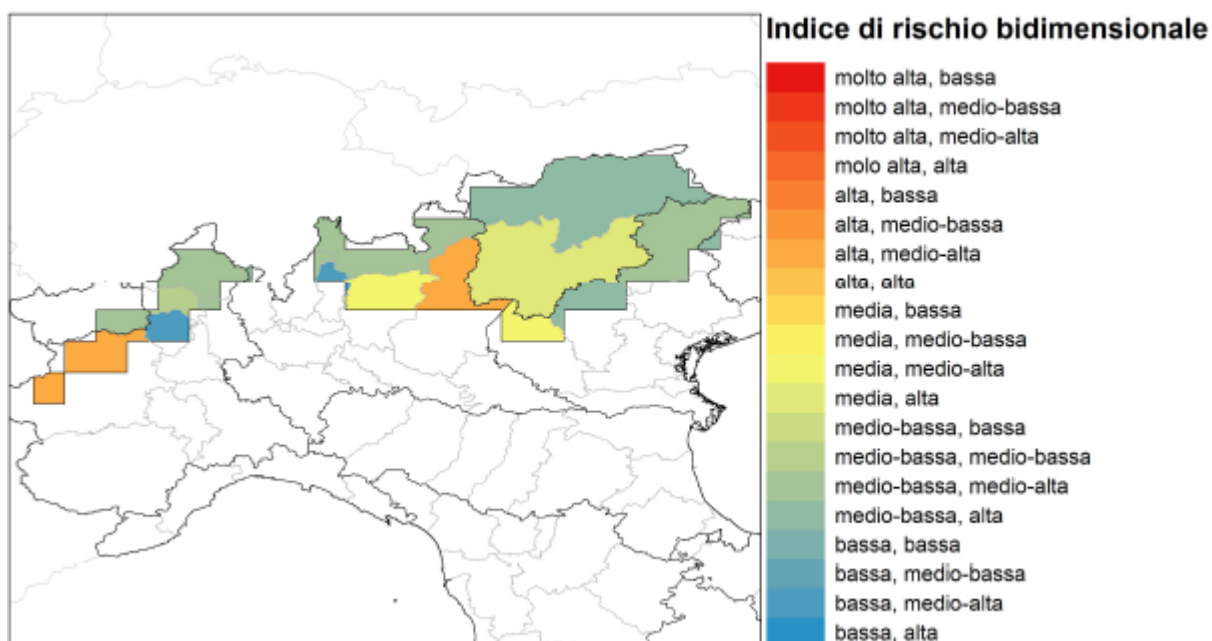 Indice di rischio bidimensionale
molto alta, bassa
molto alta, medio-bassa
molto alta, medio-alta
molo alta, alta
alta, bassa
alta, medio-bassa
alta, medio-alta
alta, alta
media, bassa
media, medio-bassa
media, medio-alta
media, alta
medio-bassa, bassa
medio-bassa, medio-bassa
medio-bassa, medio-alta
medio-bassa, alta
bassa, bassa
bassa, medio-bassa
bassa, medio-alta
bassa, alta